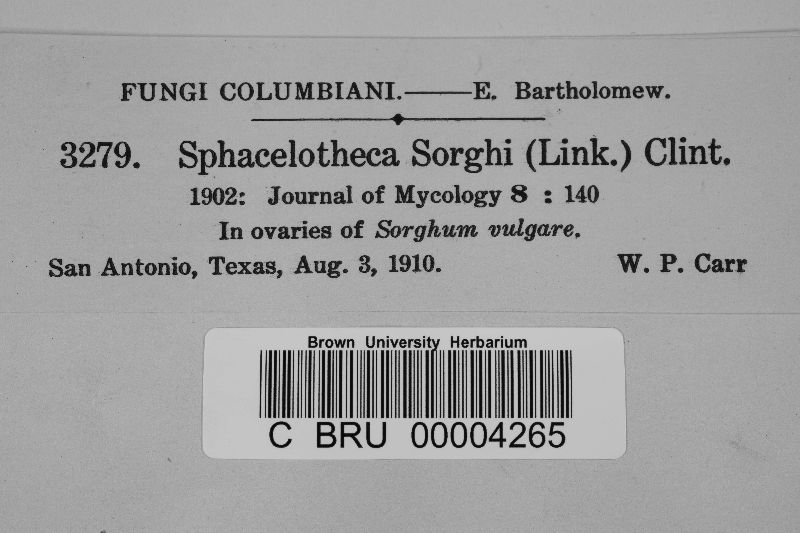 FUNGI COLUMBIANI.——E. Bartholomew.
3279. Sphacelotheca Sorghi (Link.) Clint.
1902: Journal of Mycology 8 : 140
In ovaries of Sorghum vulgare.
San Antonio, Texas, Aug. 3, 1910. W. P. Carr
Brown University Herbarium
C BRU 00004265